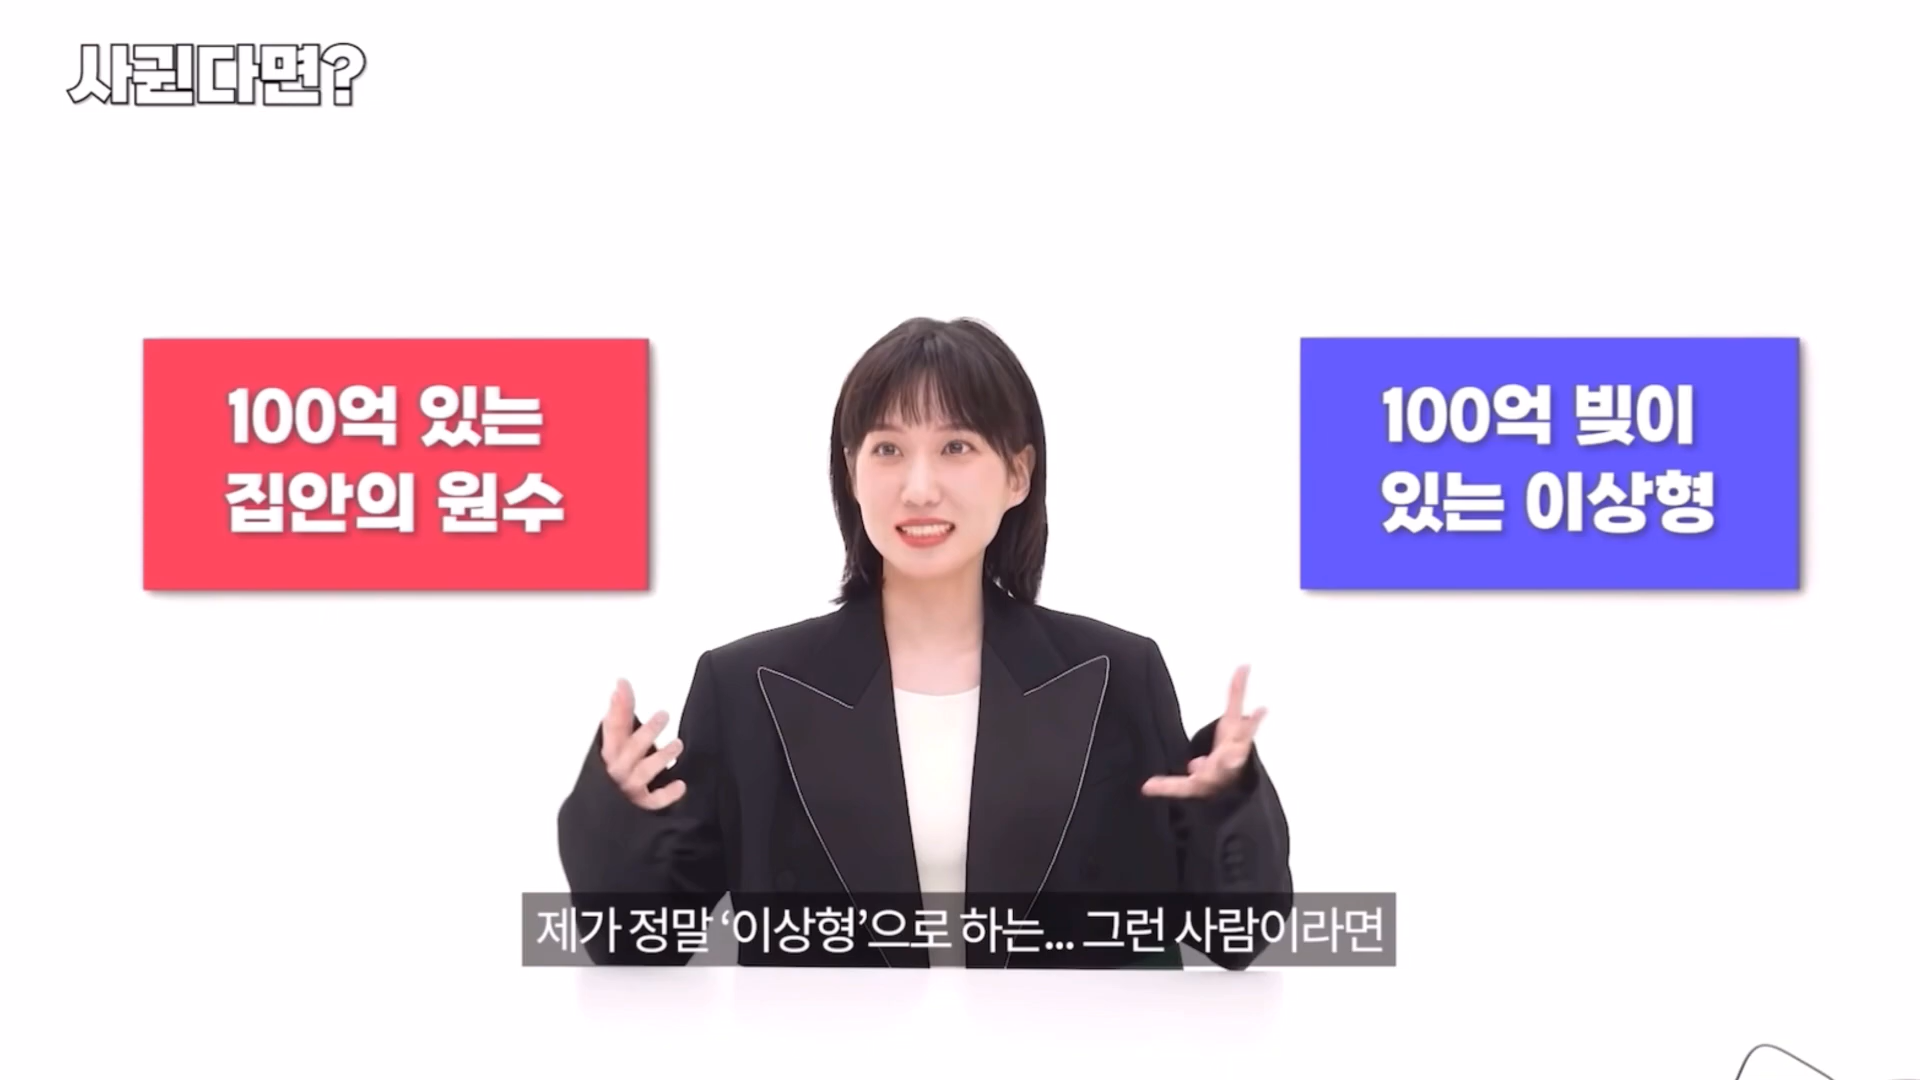 사귄다면?
100억 있는
집안의 원수
100억 빚이
있는 이상형
제가 정말 ‘이상형’으로 하는... 그런 사람이라면